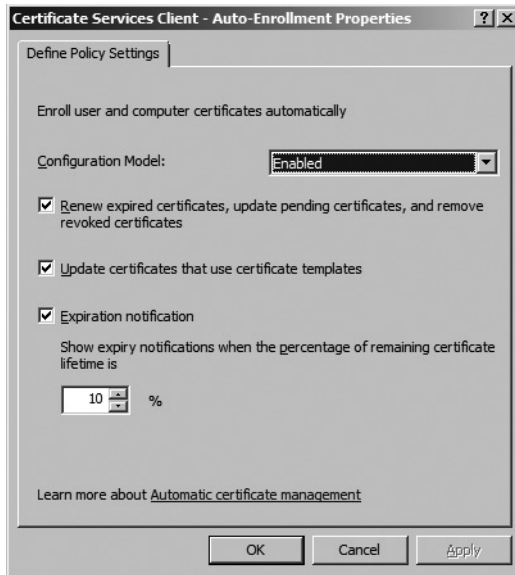 Certificate Services Client - Auto-Enrollment Properties
Define Policy Settings
Enroll user and computer certificates automatically
Configuration Model: Enabled
Renew expired certificates, update pending certificates, and remove
revoked certificates
Update certificates that use certificate templates
Expiration notification
Show expiry notifications when the percentage of remaining certificate
lifetime is
10 %
Learn more about Automatic certificate management
OK Cancel Apply